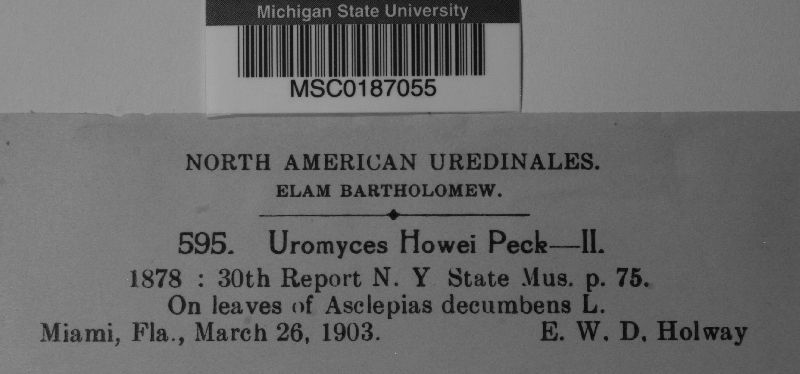 Michigan State University
MSC0187055
NORTH AMERICAN UREDINALES.
ELAM BARTHOLOMEW.
595. Uromyces Howei Peck—II.
1878 : 30th Report N. Y State Mus. p. 75.
On leaves of Asclepias decumbens L.
Miami, Fla., March 26, 1903. E. W. D. Holway